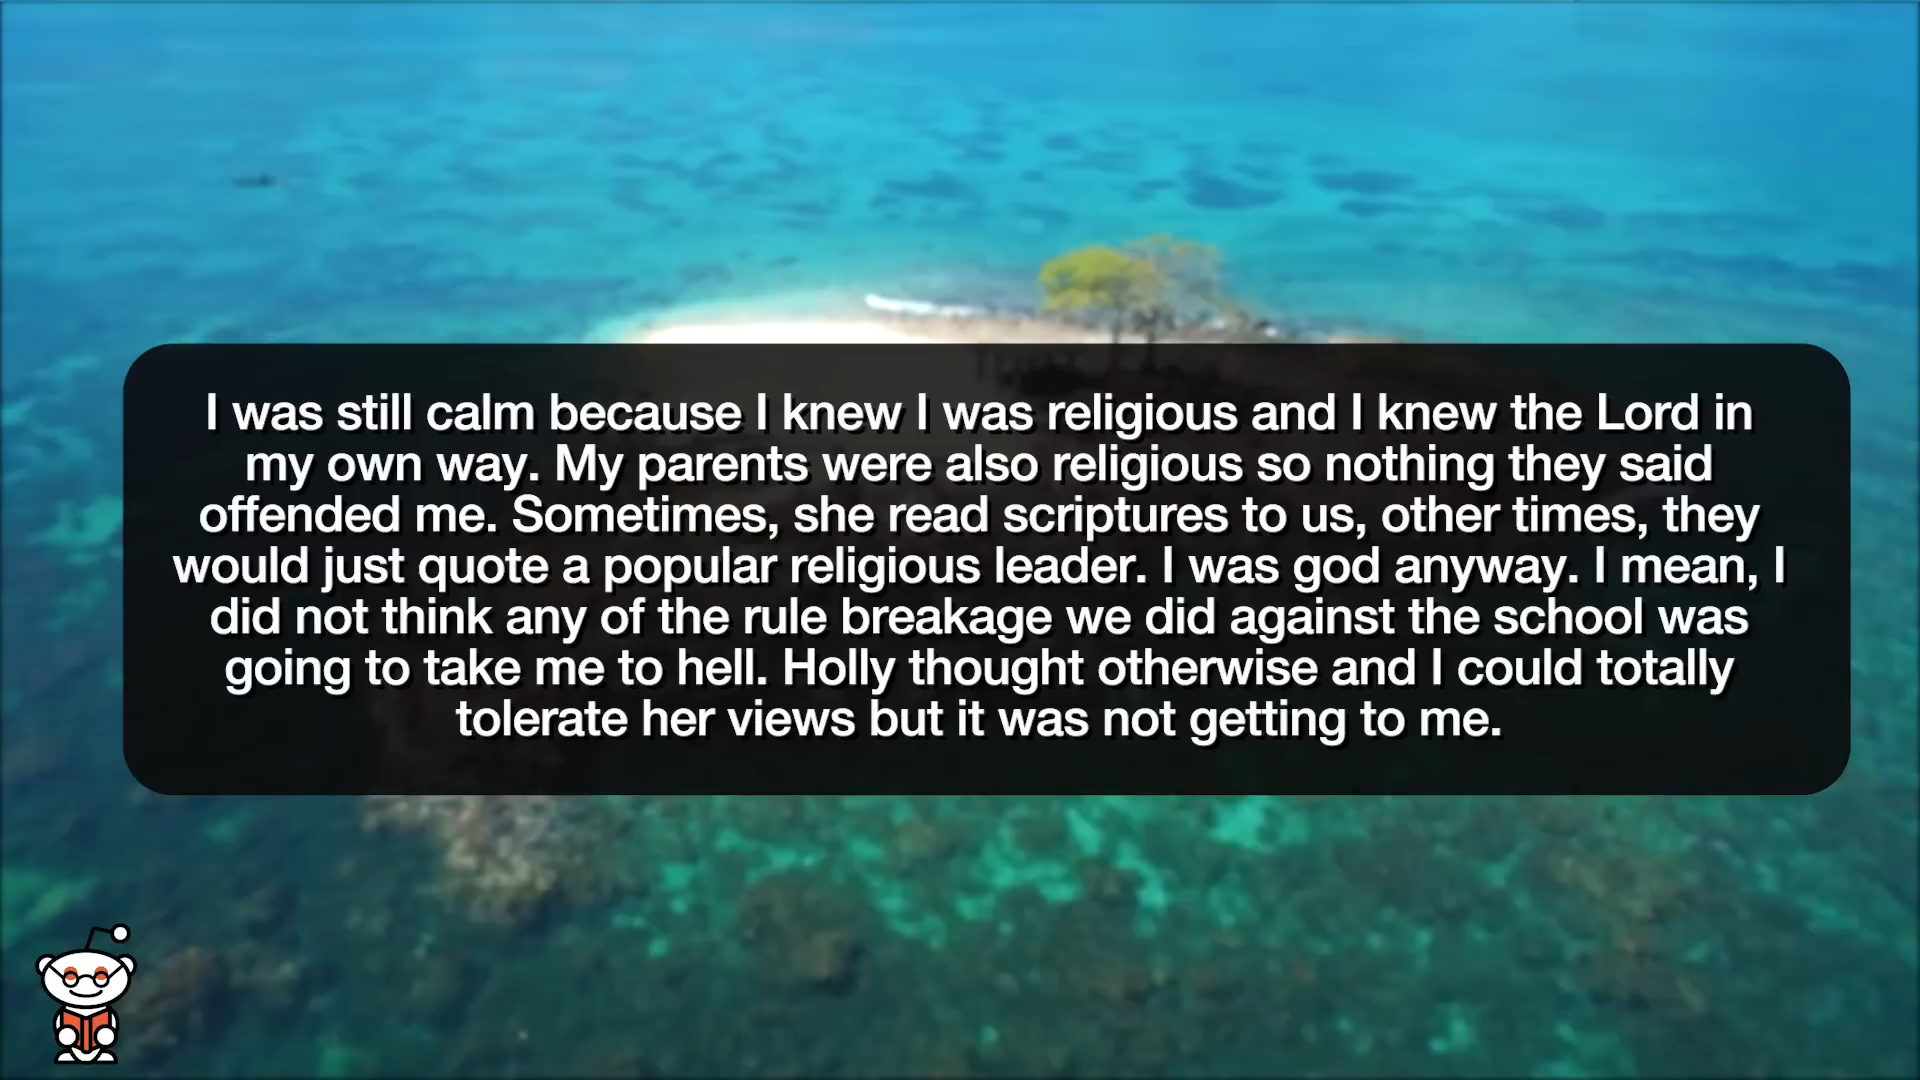 I was still calm because I knew I was religious and I knew the Lord in
my own way. My parents were also religious so nothing they said
offended me. Sometimes, she read scriptures to us, other times, they
would just quote a popular religious leader. I was god anyway. I mean, I
did not think any of the rule breakage we did against the school was
going to take me to hell. Holly thought otherwise and I could totally
tolerate her views but it was not getting to me.